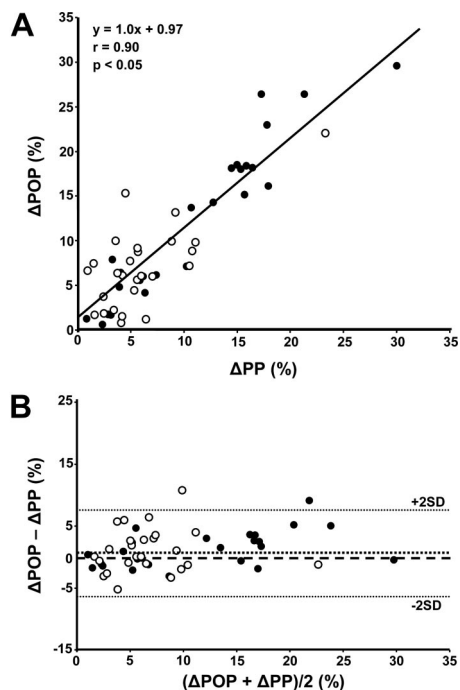 A
y = 1.0x + 0.97
r = 0.90
p < 0.05
35
30
25
20
15
10
5
0
ΔPOP (%)
0 5 10 15 20 25 30 35
ΔPP (%)
B
25
15
5
0
-5
-15
ΔPOP – ΔPP (%)
+2SD
-2SD
0 5 10 15 20 25 30 35
(ΔPOP + ΔPP)/2 (%)